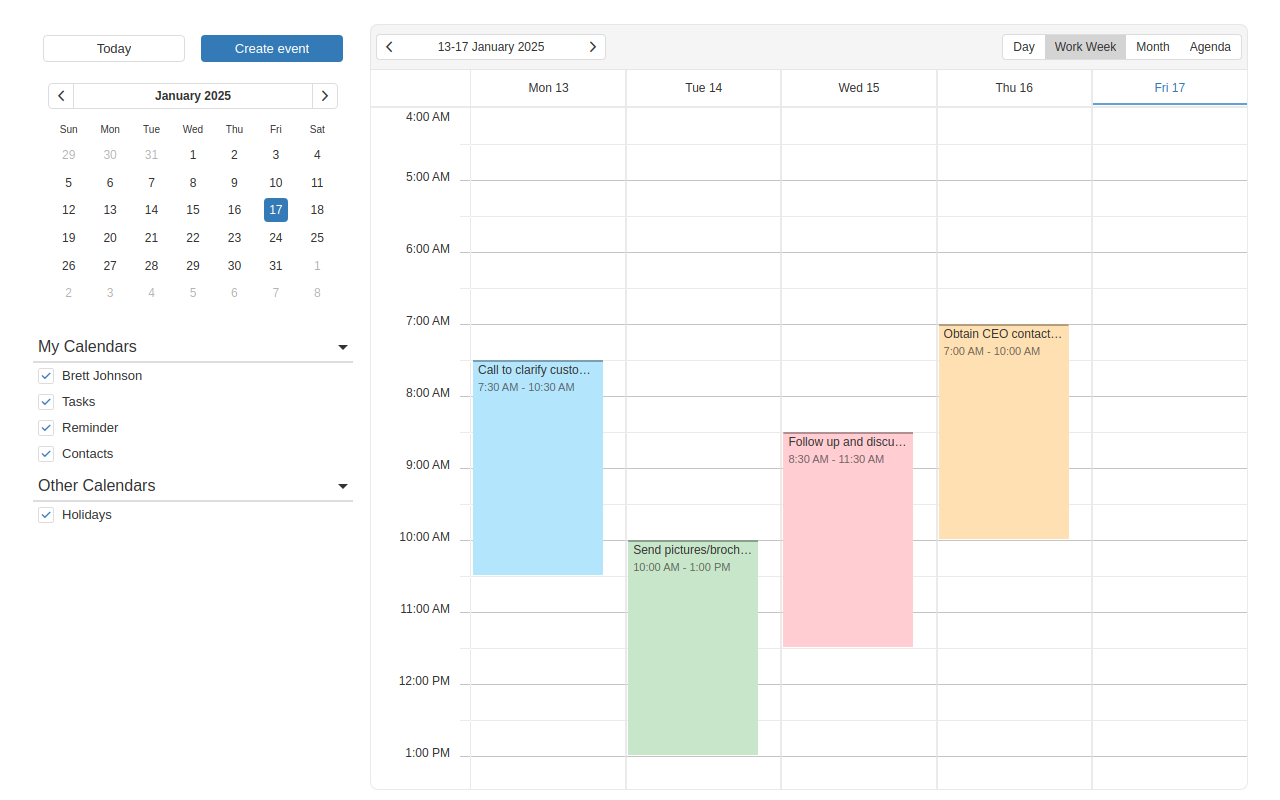 Today
Create event
January 2025
Sun Mon Tue Wed Thu Fri Sat
29 30 31 1 2 3 4
5 6 7 8 9 10 11
12 13 14 15 16 17 18
19 20 21 22 23 24 25
26 27 28 29 30 31 1
2 3 4 5 6 7 8
My Calendars
Brett Johnson
Tasks
Reminder
Contacts
Other Calendars
Holidays
13-17 January 2025
Day
Work Week
Month
Agenda
Mon 13
Tue 14
Wed 15
Thu 16
Fri 17
4:00 AM
5:00 AM
6:00 AM
7:00 AM
8:00 AM
9:00 AM
10:00 AM
11:00 AM
12:00 PM
1:00 PM
Call to clarify custo…
7:30 AM - 10:30 AM
Send pictures/broch…
10:00 AM - 1:00 PM
Follow up and discu…
8:30 AM - 11:30 AM
Obtain CEO contact…
7:00 AM - 10:00 AM